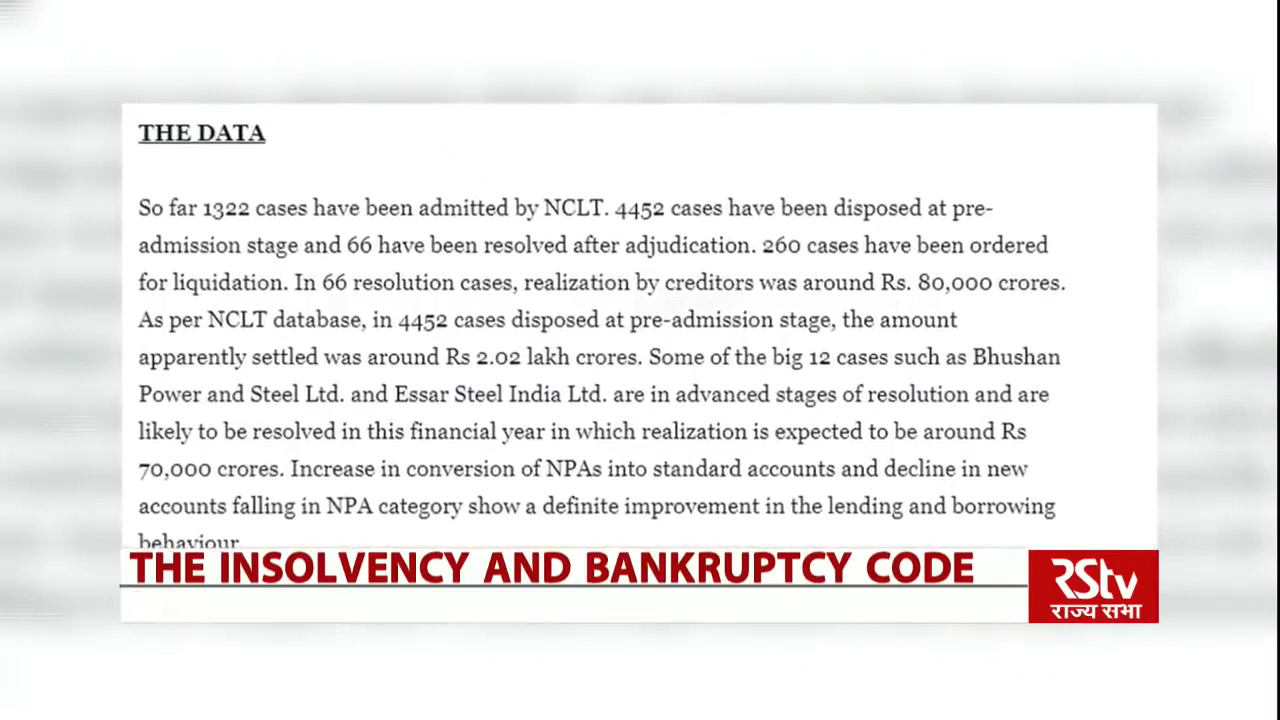 THE DATA
So far 1322 cases have been admitted by NCLT. 4452 cases have been disposed at pre-
admission stage and 66 have been resolved after adjudication. 260 cases have been ordered
for liquidation. In 66 resolution cases, realization by creditors was around Rs. 80,000 crores.
As per NCLT database, in 4452 cases disposed at pre-admission stage, the amount
apparently settled was around Rs 2.02 lakh crores. Some of the big 12 cases such as Bhushan
Power and Steel Ltd. and Essar Steel India Ltd. are in advanced stages of resolution and are
likely to be resolved in this financial year in which realization is expected to be around Rs
70,000 crores. Increase in conversion of NPAs into standard accounts and decline in new
accounts falling in NPA category show a definite improvement in the lending and borrowing
behaviour
THE INSOLVENCY AND BANKRUPTCY CODE
RStv
राज्य सभा